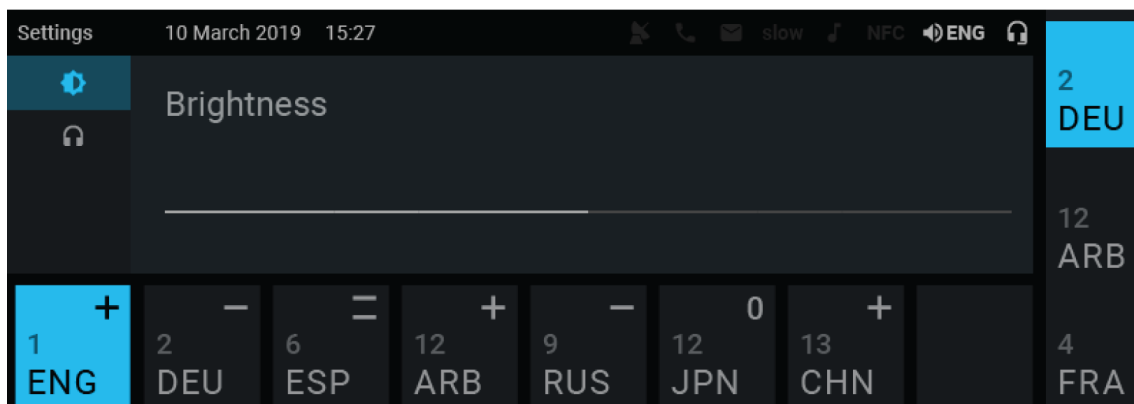 Settings 10 March 2019 15:27 slow NFC ENG
Brightness
2
DEU
12
ARB
4
FRA
+ − = + − 0 +
1 2 6 12 9 12 13
ENG DEU ESP ARB RUS JPN CHN